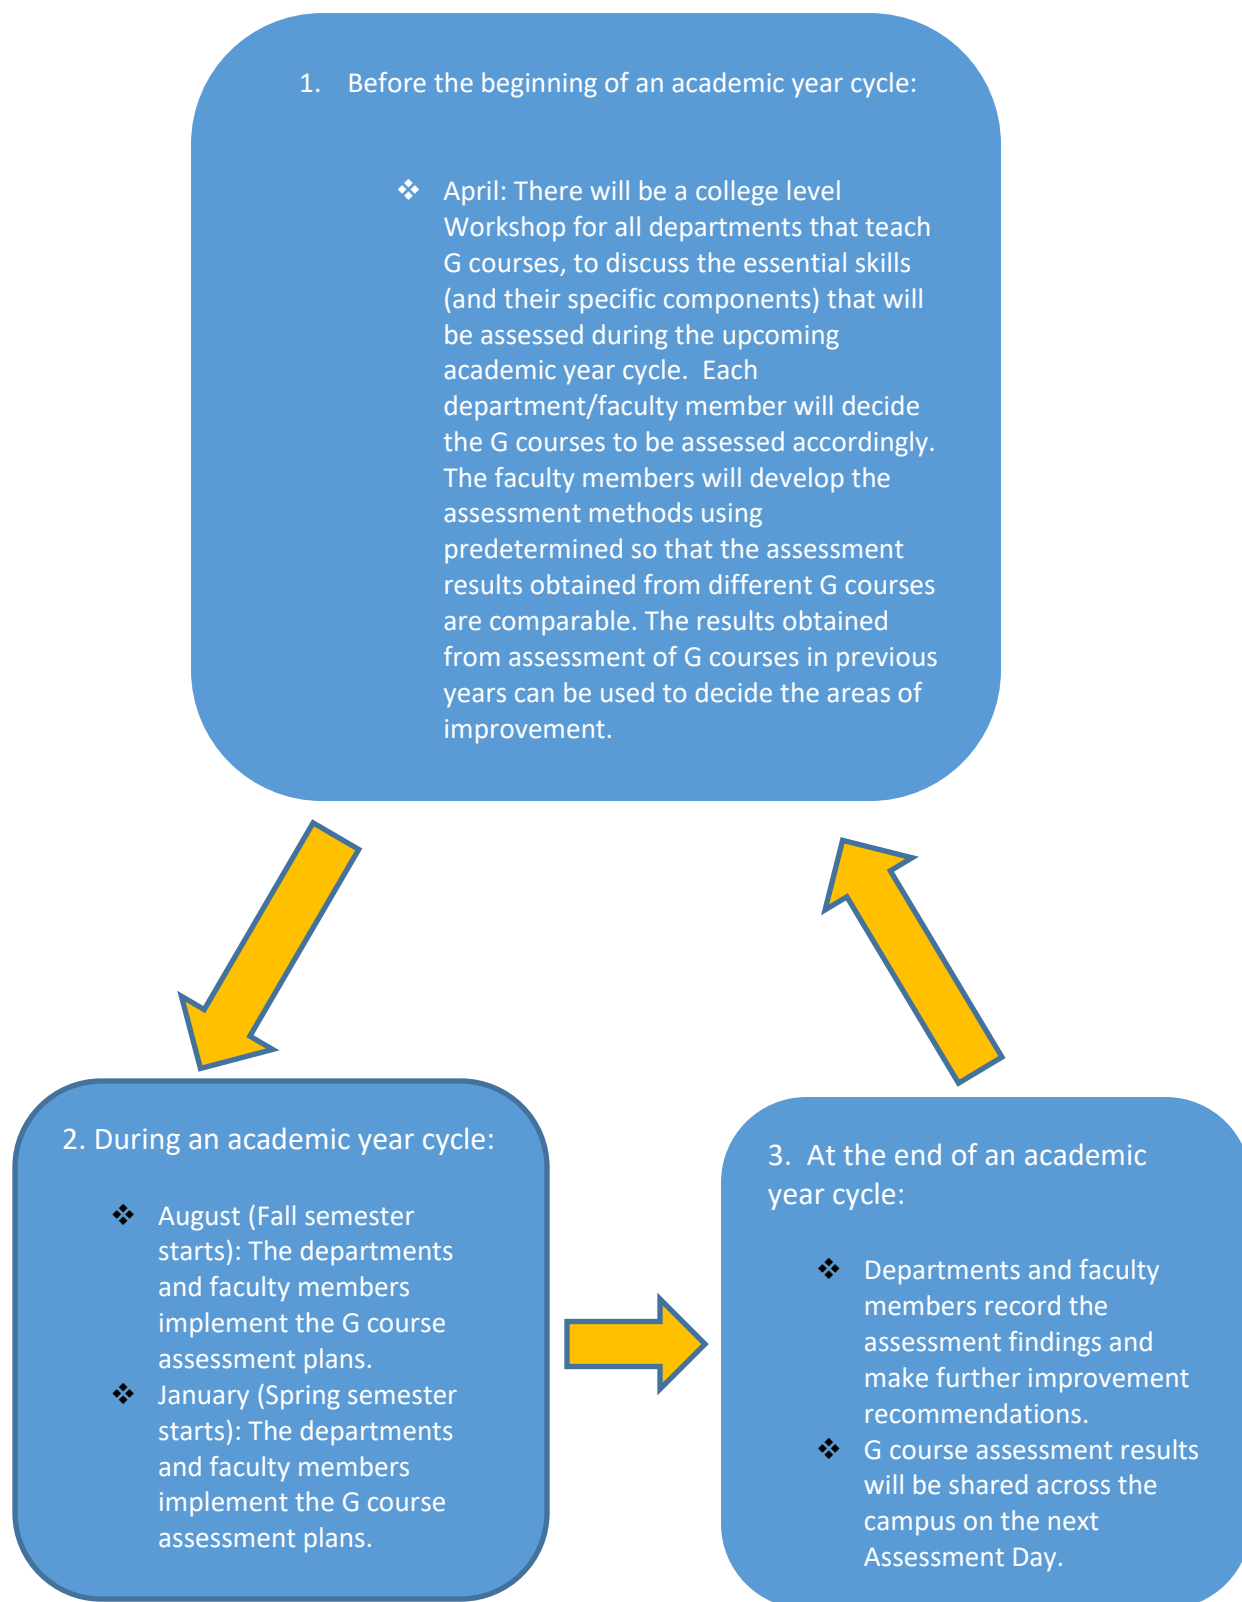 1. Before the beginning of an academic year cycle:
❖ April: There will be a college level
Workshop for all departments that teach
G courses, to discuss the essential skills
(and their specific components) that will
be assessed during the upcoming
academic year cycle.  Each
department/faculty member will decide
the G courses to be assessed accordingly.
The faculty members will develop the
assessment methods using
predetermined so that the assessment
results obtained from different G courses
are comparable. The results obtained
from assessment of G courses in previous
years can be used to decide the areas of
improvement.
2. During an academic year cycle:
❖ August (Fall semester
starts): The departments
and faculty members
implement the G course
assessment plans.
❖ January (Spring semester
starts): The departments
and faculty members
implement the G course
assessment plans.
3.  At the end of an academic
year cycle:
❖ Departments and faculty
members record the
assessment findings and
make further improvement
recommendations.
❖ G course assessment results
will be shared across the
campus on the next
Assessment Day.